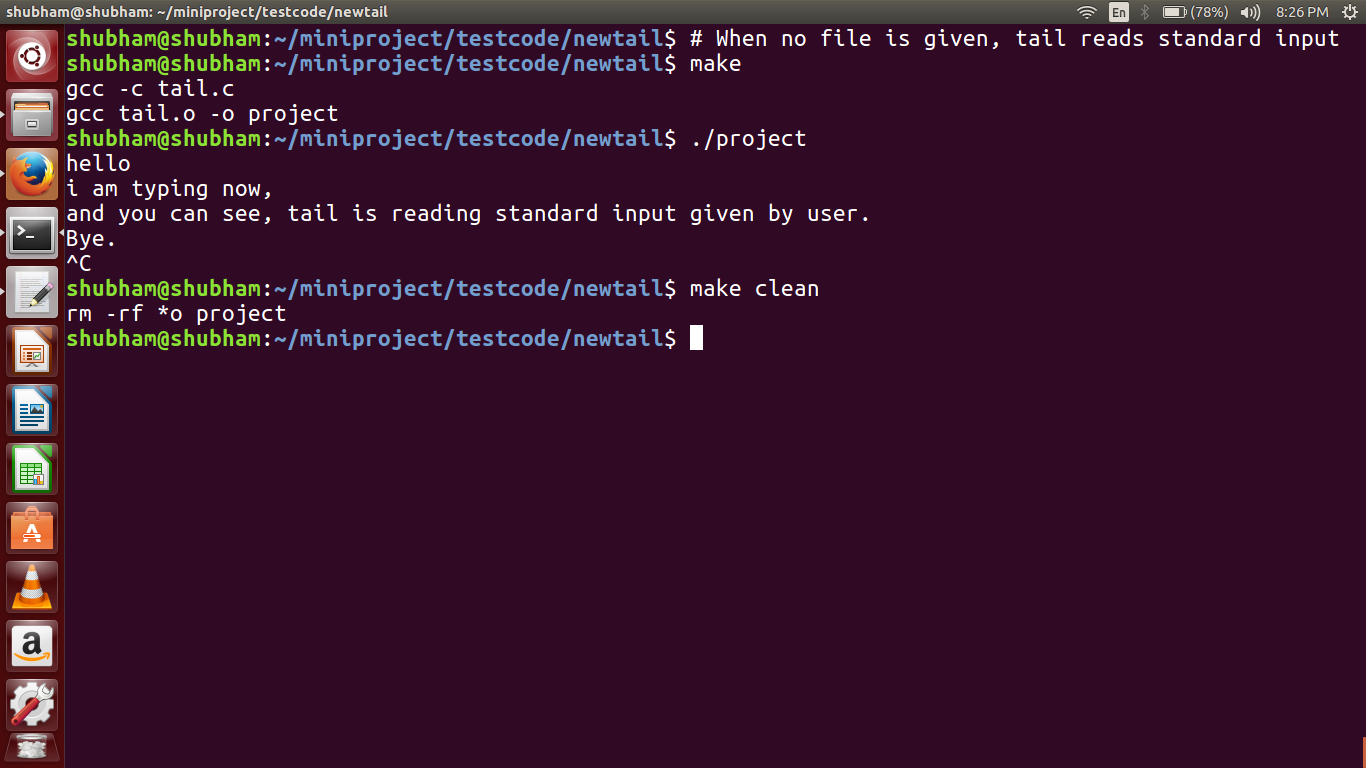 shubham@shubham: ~/miniproject/testcode/newtail
En (78%) 8:26 PM
shubham@shubham:~/miniproject/testcode/newtail$ # When no file is given, tail reads standard input
shubham@shubham:~/miniproject/testcode/newtail$ make
gcc -c tail.c
gcc tail.o -o project
shubham@shubham:~/miniproject/testcode/newtail$ ./project
hello
i am typing now,
and you can see, tail is reading standard input given by user.
Bye.
^C
shubham@shubham:~/miniproject/testcode/newtail$ make clean
rm -rf *o project
shubham@shubham:~/miniproject/testcode/newtail$